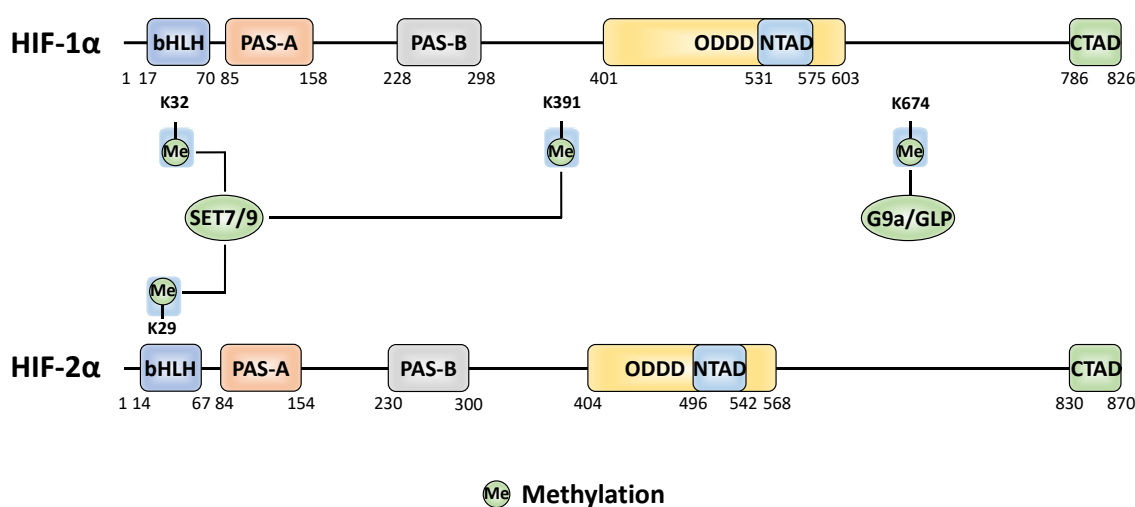 HIF-1α bHLH PAS-A PAS-B ODDD NTAD CTAD
1 17 70 85 158 228 298 401 531 575 603 786 826
K32 K391 K674
Me Me Me
SET7/9 G9a/GLP
Me
K29
HIF-2α bHLH PAS-A PAS-B ODDD NTAD CTAD
1 14 67 84 154 230 300 404 496 542 568 830 870
Me Methylation